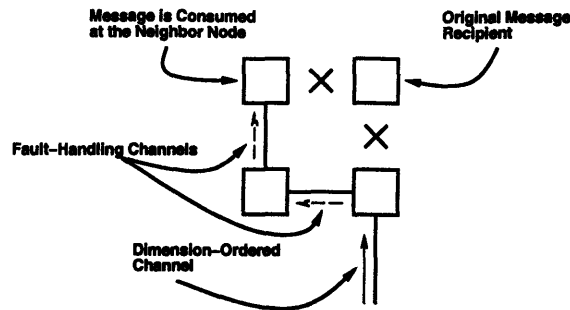 Message is Consumed
at the Neighbor Node
Original Message
Recipient
Fault-Handling Channels
Dimension-Ordered
Channel